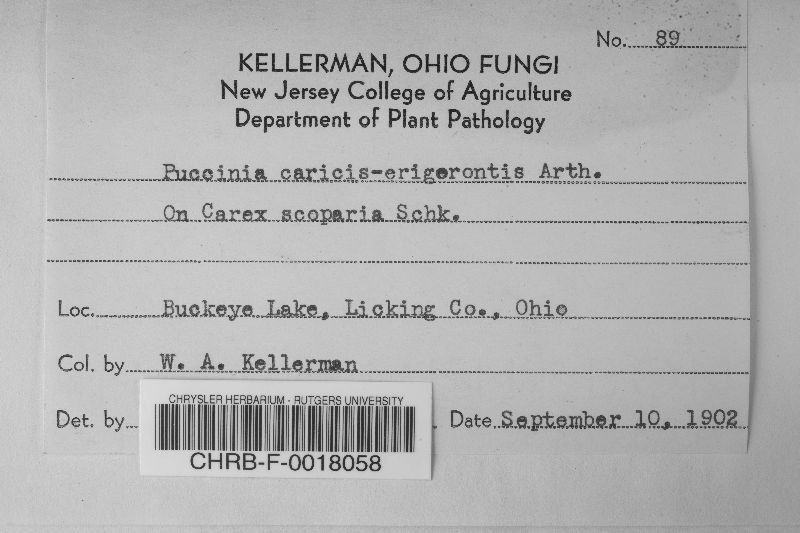 No. 89
KELLERMAN, OHIO FUNGI
New Jersey College of Agriculture
Department of Plant Pathology
Puccinia caricis-erigerontis Arth.
On Carex scoparia Schk.
Loc. Buckeye Lake, Licking Co., Ohio
Col. by W. A. Kellerman
Det. by Date September 10, 1902
CHRYSLER HERBARIUM - RUTGERS UNIVERSITY
CHRB-F-0018058